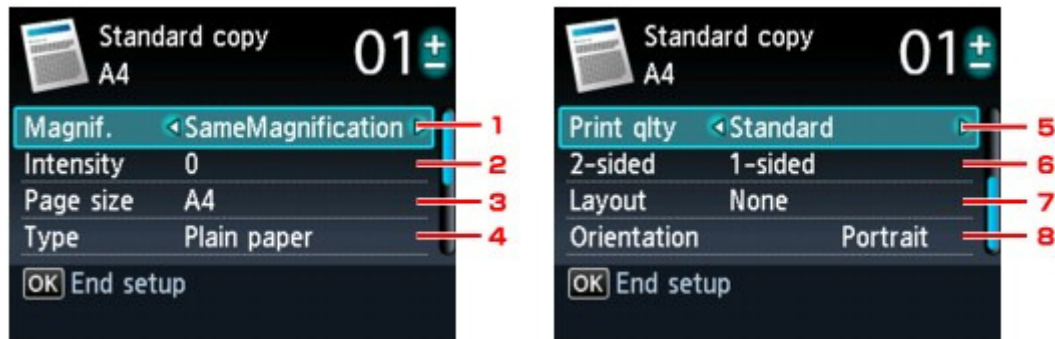 Standard copy
A4
01
Magnif. SameMagnification 1
Intensity 0 2
Page size A4 3
Type Plain paper 4
OK End setup
Standard copy
A4
01
Print qlty Standard 5
2-sided 1-sided 6
Layout None 7
Orientation Portrait 8
OK End setup